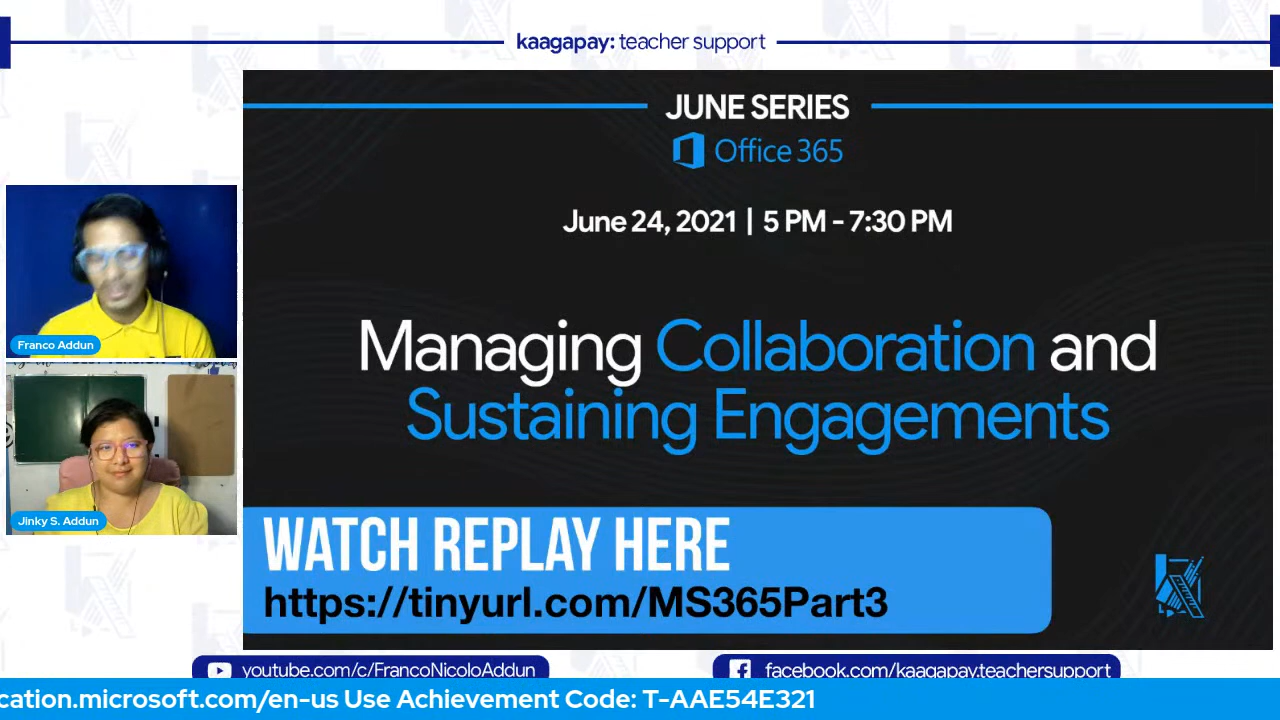 kaagapay: teacher support
JUNE SERIES
Office 365
June 24, 2021 | 5 PM - 7:30 PM
Managing Collaboration and
Sustaining Engagements
Franco Addun
Jinky S. Addun
WATCH REPLAY HERE
https://tinyurl.com/MS365Part3
youtube.com/c/FrancoNicoloAddun
facebook.com/kaagapay.teachersupport
cation.microsoft.com/en-us Use Achievement Code: T-AAE54E321